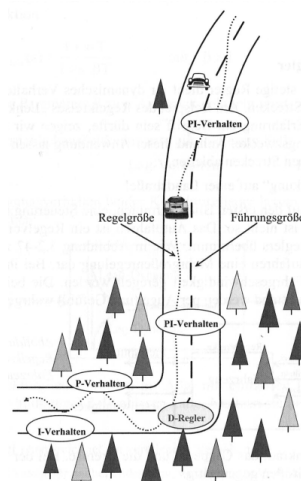 PI-Verhalten
Regelgröße
Führungsgröße
PI-Verhalten
P-Verhalten
D-Regler
I-Verhalten